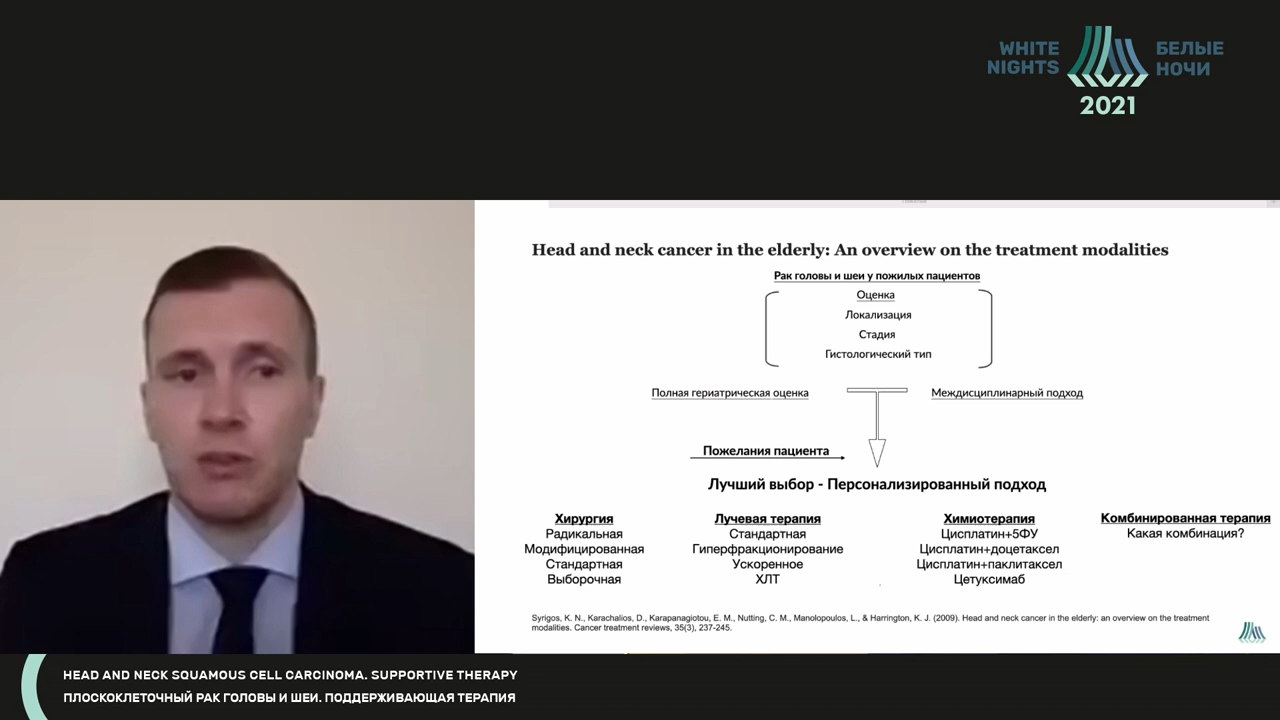 WHITE NIGHTS
БЕЛЫЕ НОЧИ
2021
Head and neck cancer in the elderly: An overview on the treatment modalities
Рак головы и шеи у пожилых пациентов
Оценка
Локализация
Стадия
Гистологический тип
Полная гериатрическая оценка
Междисциплинарный подход
Пожелания пациента
Лучший выбор - Персонализированный подход
Хирургия
Радикальная
Модифицированная
Стандартная
Выборочная
Лучевая терапия
Стандартная
Гиперфракционирование
Ускоренное
ХЛТ
Химиотерапия
Цисплатин+5ФУ
Цисплатин+доцетаксел
Цисплатин+паклитаксел
Цетуксимаб
Комбинированная терапия
Какая комбинация?
Syrigos, K. N., Karachalios, D., Karapanagiotou, E. M., Nutting, C. M., Manolopoulos, L., & Harrington, K. J. (2009). Head and neck cancer in the elderly: an overview on the treatment
modalities. Cancer treatment reviews, 35(3), 237-245.
HEAD AND NECK SQUAMOUS CELL CARCINOMA. SUPPORTIVE THERAPY
ПЛОСКОКЛЕТОЧНЫЙ РАК ГОЛОВЫ И ШЕИ. ПОДДЕРЖИВАЮЩАЯ ТЕРАПИЯ